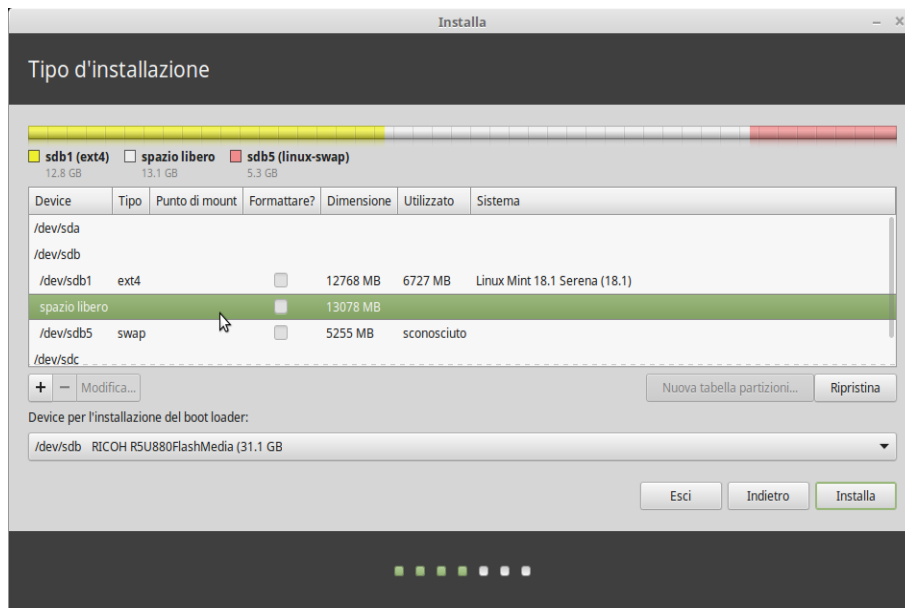 Installa
Tipo d'installazione
sdb1 (ext4) spazio libero sdb5 (linux-swap)
12.8 GB 13.1 GB 5.3 GB
Device Tipo Punto di mount Formattare? Dimensione Utilizzato Sistema
/dev/sda
/dev/sdb
/dev/sdb1 ext4 12768 MB 6727 MB Linux Mint 18.1 Serena (18.1)
spazio libero 13078 MB
/dev/sdb5 swap 5255 MB sconosciuto
/dev/sdc
+ − Modifica... Nuova tabella partizioni... Ripristina
Device per l'installazione del boot loader:
/dev/sdb RICOH R5U880FlashMedia (31.1 GB
Esci Indietro Installa